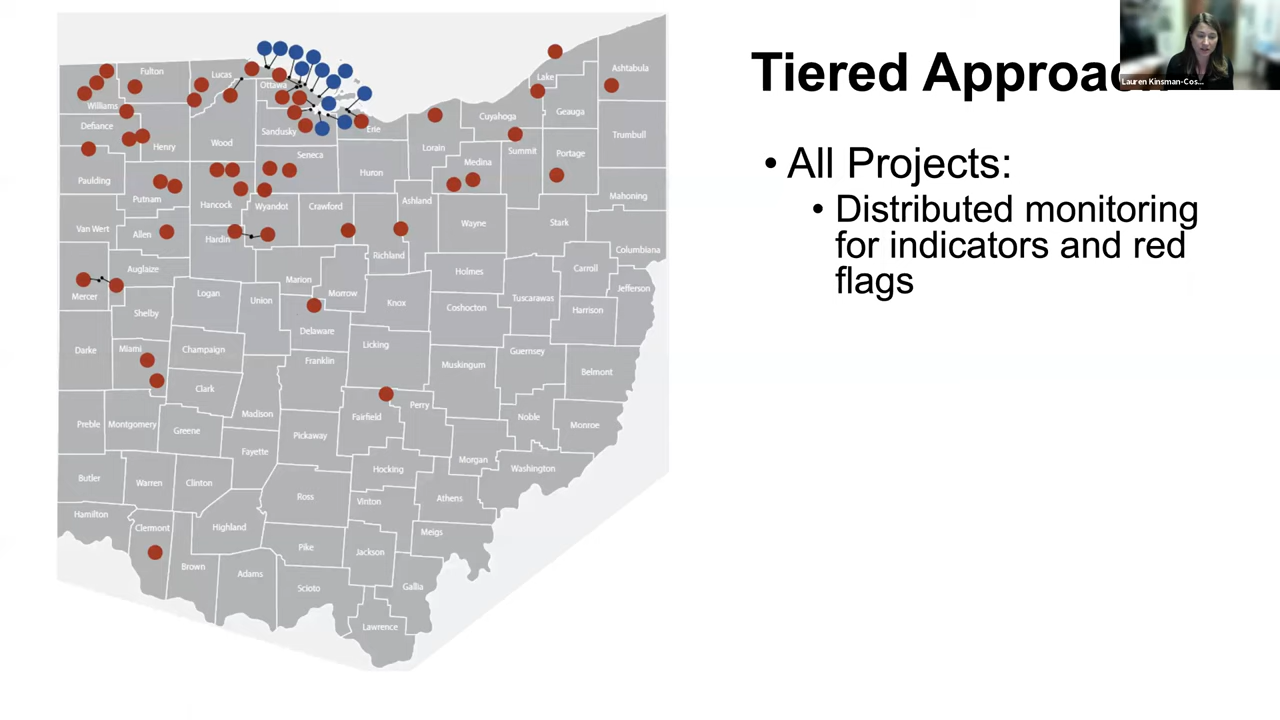 Tiered Approac
Lauren Kinsman-Cos...
• All Projects:
• Distributed monitoring
for indicators and red
flags
Fulton
Lucas
Ottawa
Lake
Ashtabula
Williams
Geauga
Defiance
Henry
Wood
Sandusky
Erie
Lorain
Cuyahoga
Trumbull
Paulding
Seneca
Huron
Medina
Summit
Portage
Putnam
Hancock
Wyandot
Crawford
Ashland
Wayne
Stark
Mahoning
Van Wert
Allen
Hardin
Richland
Columbiana
Mercer
Auglaize
Marion
Morrow
Holmes
Carroll
Jefferson
Logan
Union
Knox
Coshocton
Tuscarawas
Harrison
Shelby
Delaware
Darke
Miami
Champaign
Franklin
Licking
Muskingum
Guernsey
Belmont
Clark
Preble
Montgomery
Greene
Madison
Pickaway
Fairfield
Perry
Noble
Monroe
Fayette
Morgan
Washington
Butler
Warren
Clinton
Ross
Hocking
Vinton
Athens
Hamilton
Clermont
Highland
Pike
Jackson
Meigs
Brown
Adams
Scioto
Gallia
Lawrence